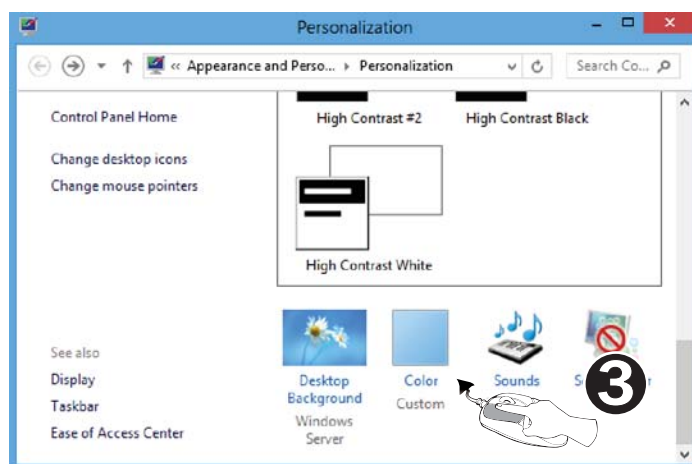 Personalization
« Appearance and Perso... ▸ Personalization
Search Co...
Control Panel Home
Change desktop icons
Change mouse pointers
High Contrast #2
High Contrast Black
High Contrast White
Desktop Background
Windows Server
Color
Custom
Sounds
3
See also
Display
Taskbar
Ease of Access Center